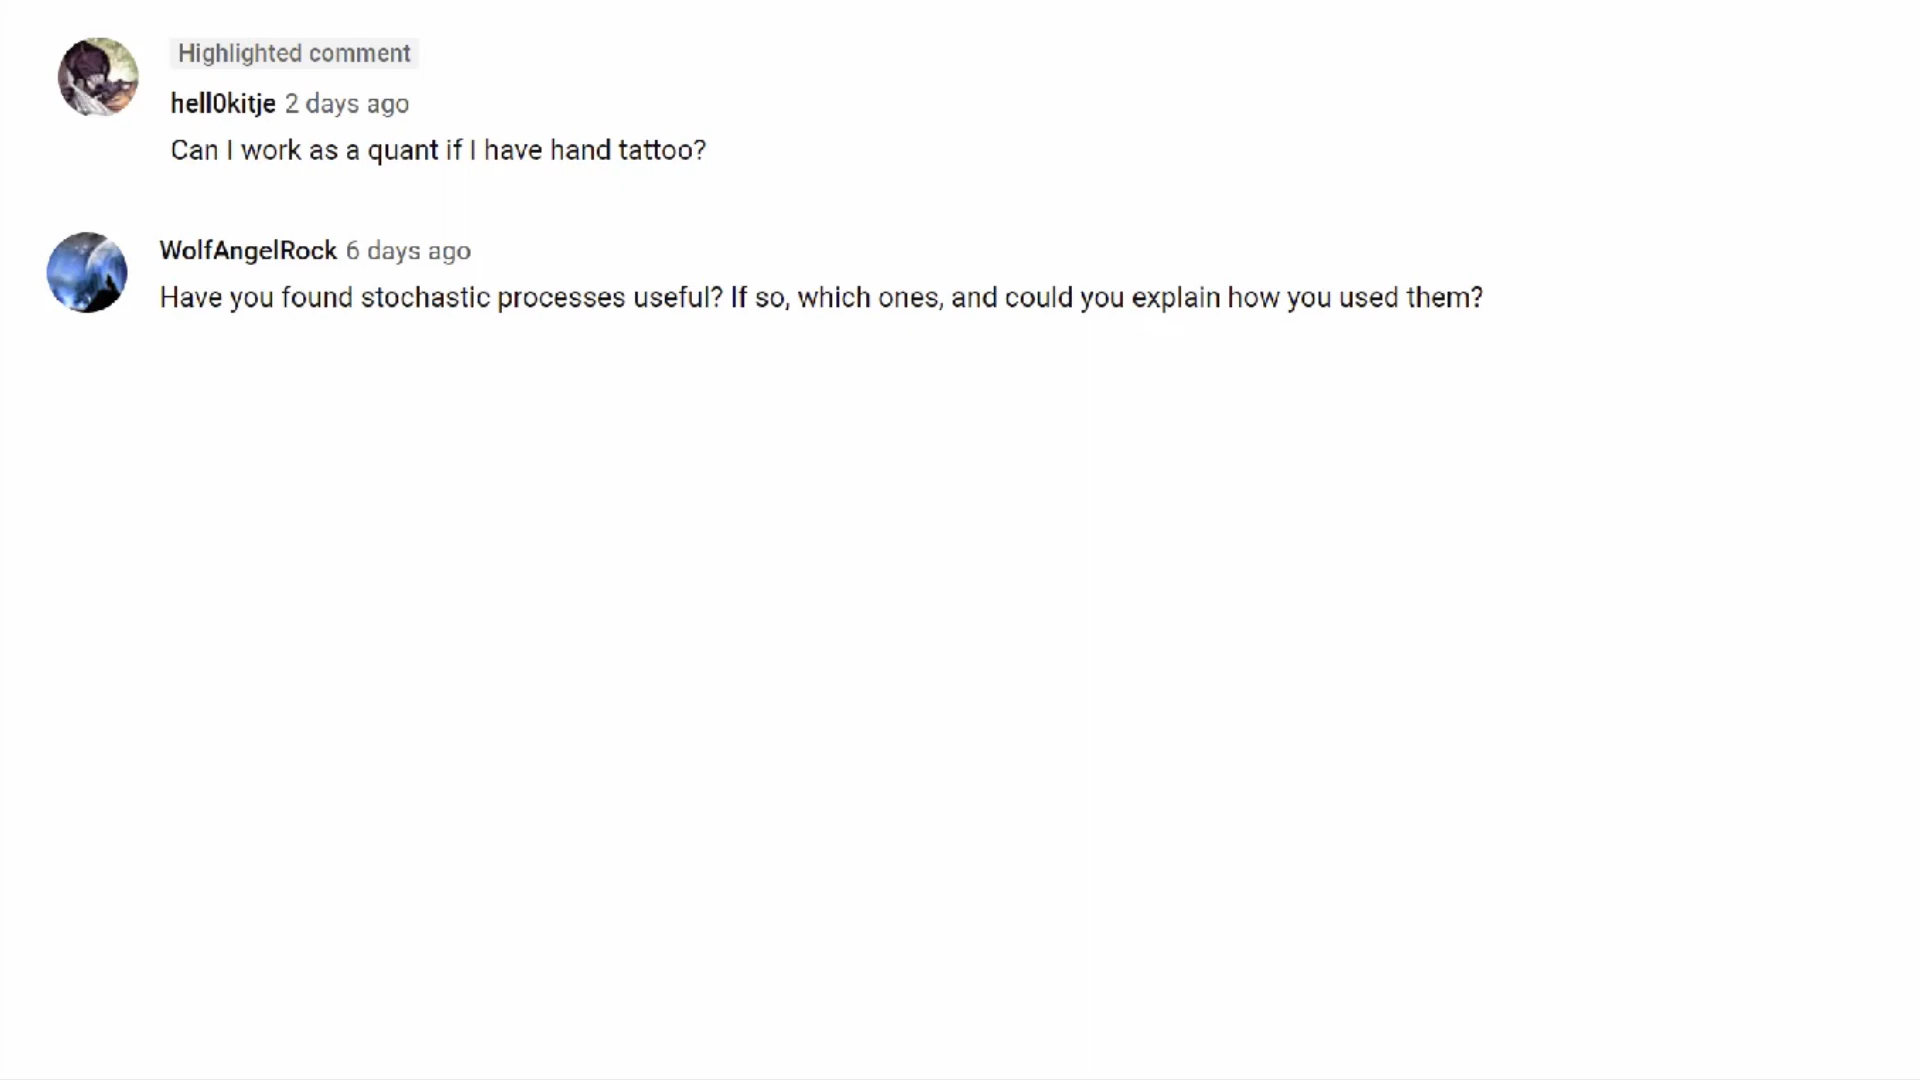 Highlighted comment
hell0kitje 2 days ago
Can I work as a quant if I have hand tattoo?
WolfAngelRock 6 days ago
Have you found stochastic processes useful? If so, which ones, and could you explain how you used them?